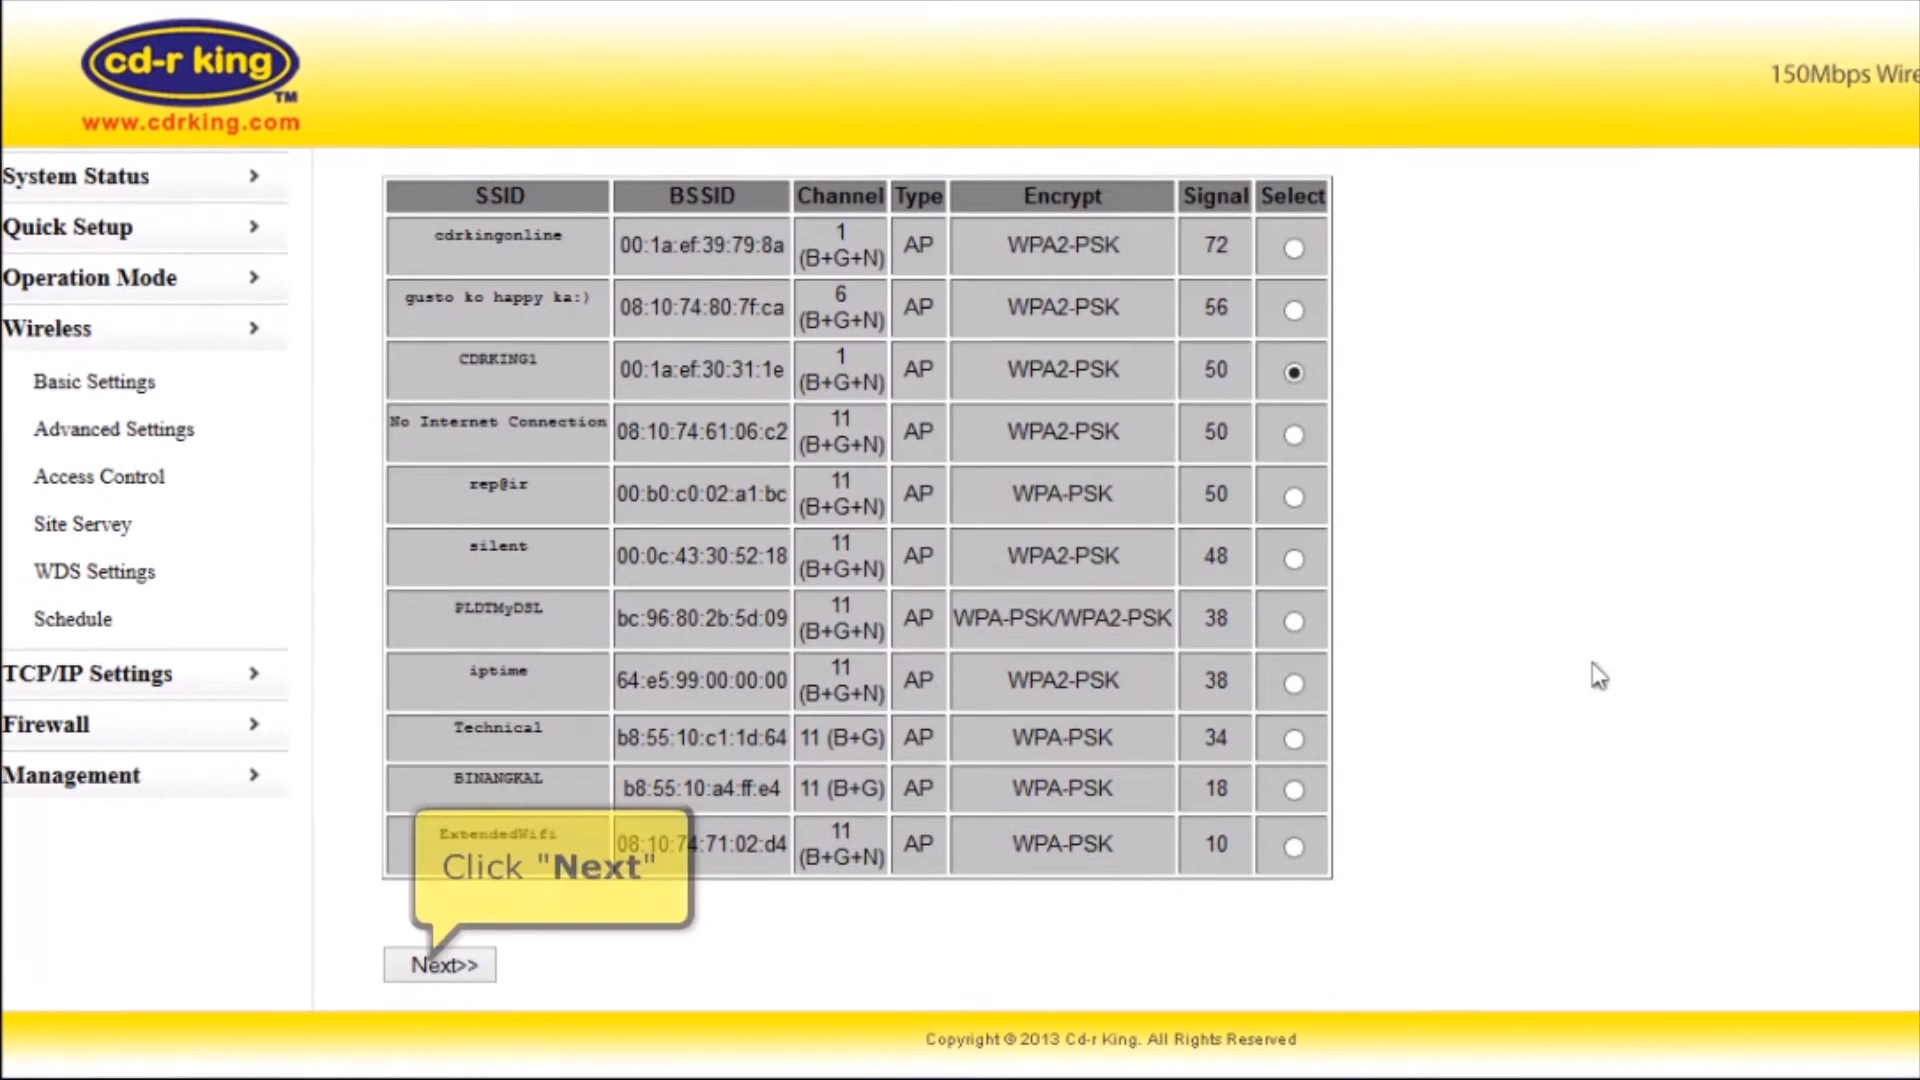 cd-r king
TM
www.cdrking.com
150Mbps Wire
System Status
Quick Setup
Operation Mode
Wireless
Basic Settings
Advanced Settings
Access Control
Site Servey
WDS Settings
Schedule
TCP/IP Settings
Firewall
Management
SSID BSSID Channel Type Encrypt Signal Select
cdrkingonline 00:1a:ef:39:79:8a 1 (B+G+N) AP WPA2-PSK 72
gusto ko happy ka:) 08:10:74:80:7f:ca 6 (B+G+N) AP WPA2-PSK 56
CDRKING1 00:1a:ef:30:31:1e 1 (B+G+N) AP WPA2-PSK 50
No Internet Connection 08:10:74:61:06:c2 11 (B+G+N) AP WPA2-PSK 50
rep@ir 00:b0:c0:02:a1:bc 11 (B+G+N) AP WPA-PSK 50
silent 00:0c:43:30:52:18 11 (B+G+N) AP WPA2-PSK 48
PLDTMyDSL bc:96:80:2b:5d:09 11 (B+G+N) AP WPA-PSK/WPA2-PSK 38
iptime 64:e5:99:00:00:00 11 (B+G+N) AP WPA2-PSK 38
Technical b8:55:10:c1:1d:64 11 (B+G) AP WPA-PSK 34
BINANGKAL b8:55:10:a4:ff:e4 11 (B+G) AP WPA-PSK 18
ExtendedWifi 08:10:74:71:02:d4 11 (B+G+N) AP WPA-PSK 10
Click "Next"
Next>>
Copyright © 2013 Cd-r King. All Rights Reserved